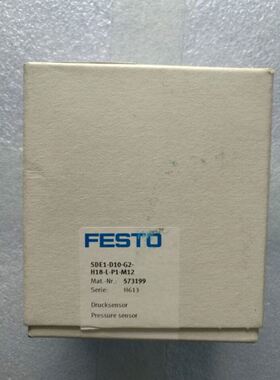 FESTO
SDE1-D10-G2-
H18-L-P1-M12
Mat.-Nr.: 573199
Serie: H613
Drucksensor
Pressure sensor